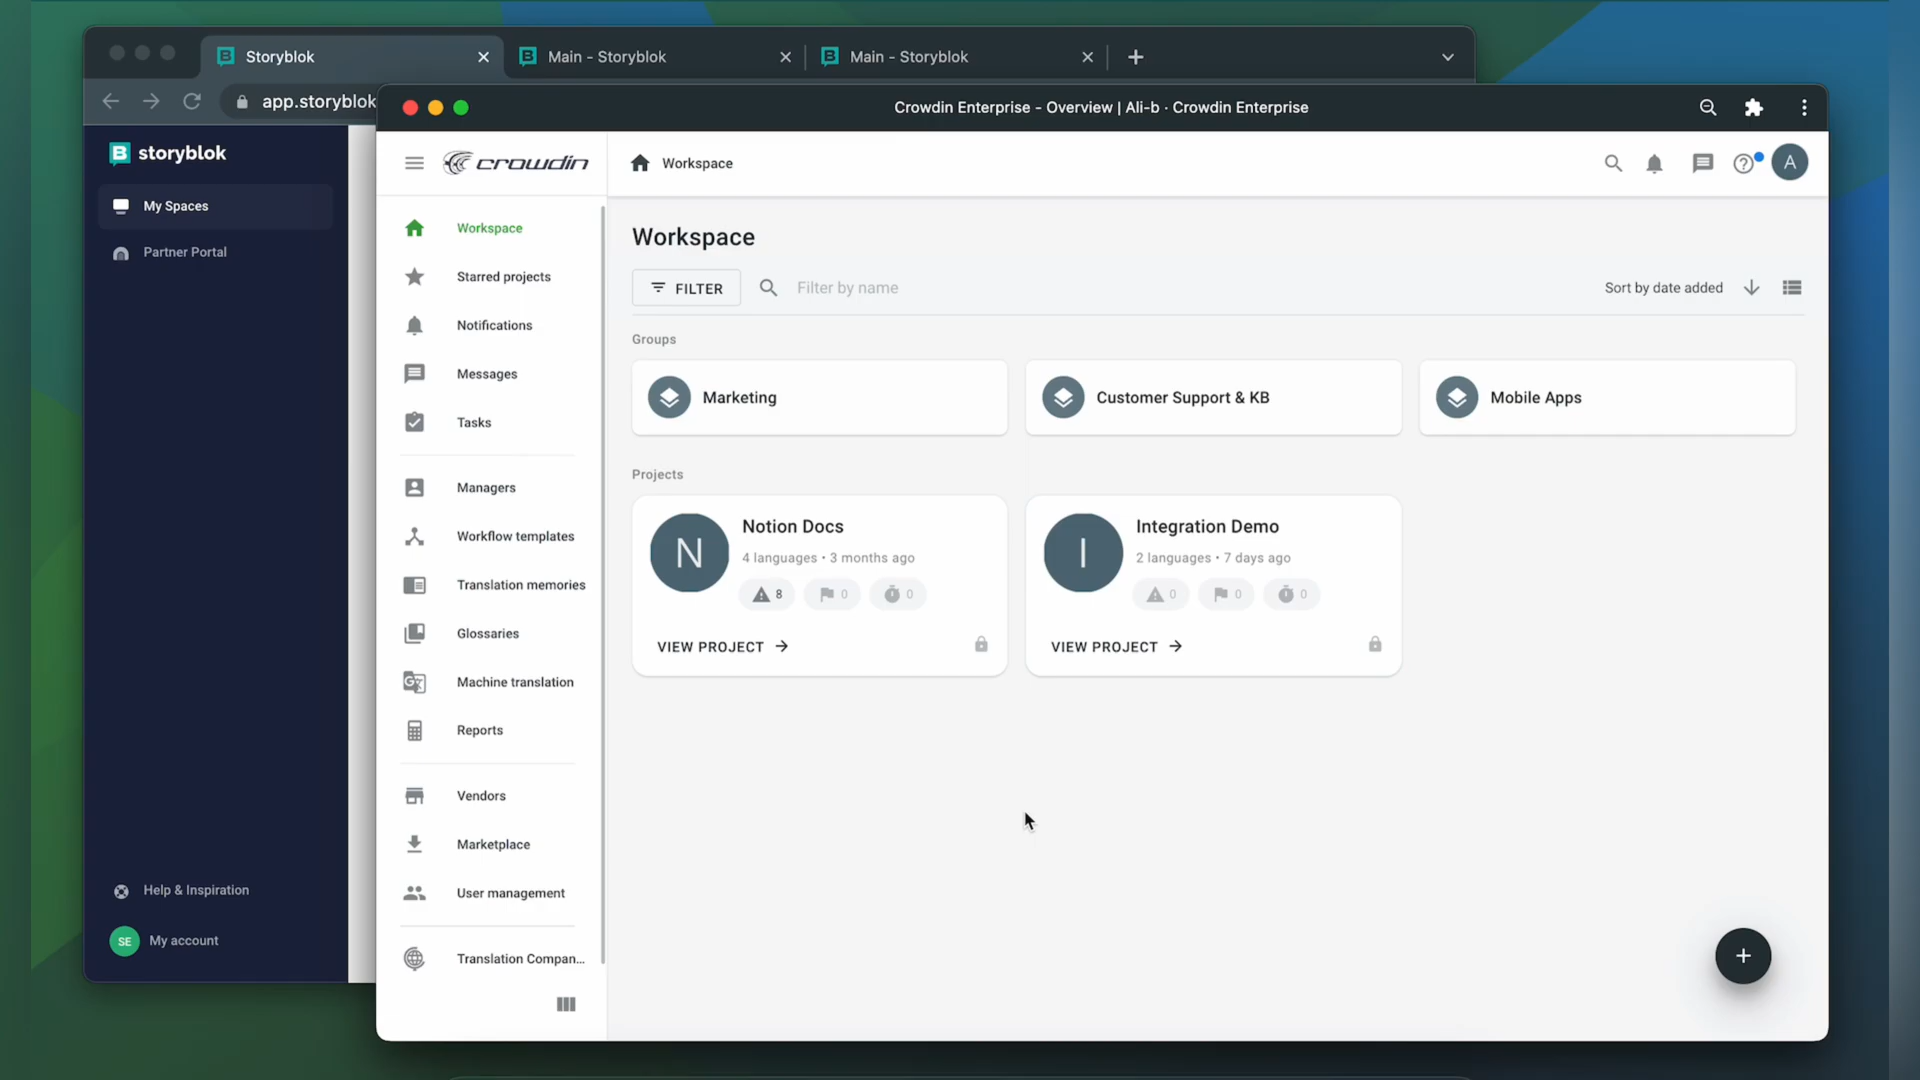 Storyblok
Main - Storyblok
Main - Storyblok
app.storyblok
storyblok
My Spaces
Partner Portal
Help & Inspiration
SE
My account
Crowdin Enterprise - Overview | Ali-b · Crowdin Enterprise
crowdin
Workspace
A
Workspace
Starred projects
Notifications
Messages
Tasks
Managers
Workflow templates
Translation memories
Glossaries
Machine translation
Reports
Vendors
Marketplace
User management
Translation Compan...
Workspace
FILTER
Filter by name
Sort by date added
Groups
Marketing
Customer Support & KB
Mobile Apps
Projects
N
Notion Docs
4 languages • 3 months ago
8
0
0
VIEW PROJECT
I
Integration Demo
2 languages • 7 days ago
0
0
0
VIEW PROJECT